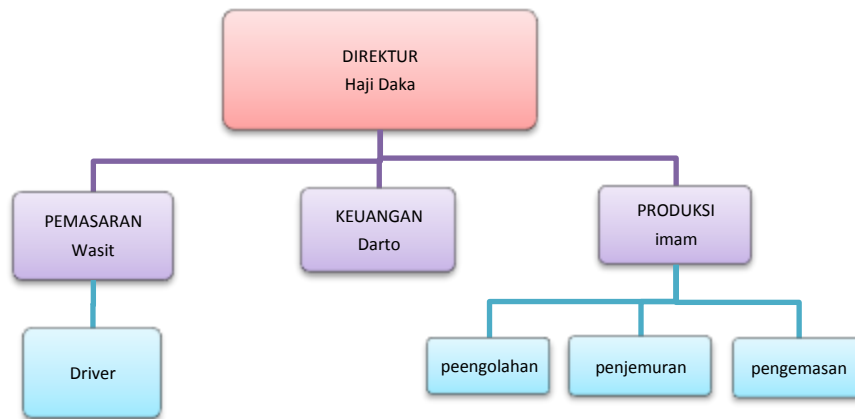 DIREKTUR
Haji Daka
PEMASARAN
Wasit
KEUANGAN
Darto
PRODUKSI
imam
Driver
peengolahan
penjemuran
pengemasan